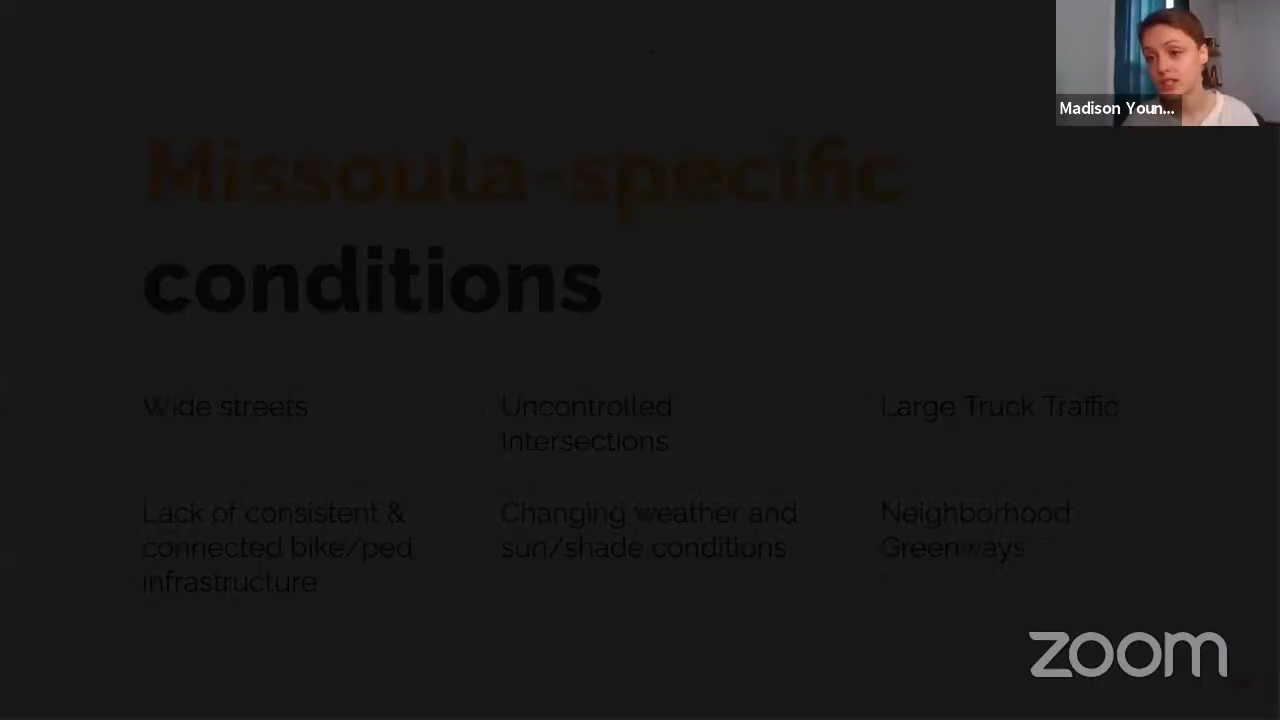 Madison Youn...
Missoula-specific
conditions
Wide streets
Uncontrolled
Intersections
Large Truck Traffic
Lack of consistent &
connected bike/ped
infrastructure
Changing weather and
sun/shade conditions
Neighborhood
Greenways
zoom